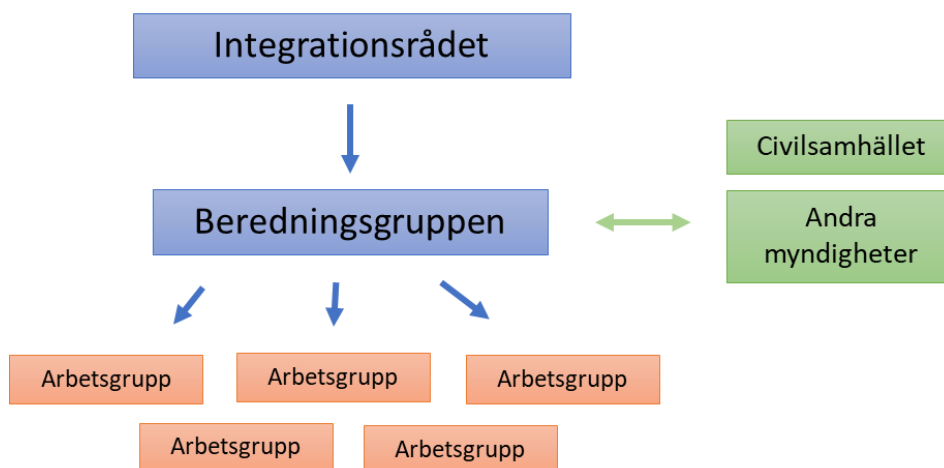 Integrationsrådet
Civilsamhället
Beredningsgruppen
Andra
myndigheter
Arbetsgrupp
Arbetsgrupp
Arbetsgrupp
Arbetsgrupp
Arbetsgrupp